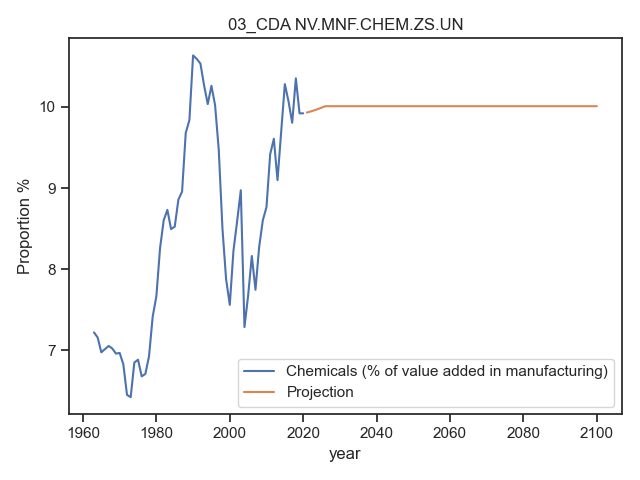 03_CDA NV.MNF.CHEM.ZS.UN
Proportion %
10
9
8
7
Chemicals (% of value added in manufacturing)
Projection
1960 1980 2000 2020 2040 2060 2080 2100
year